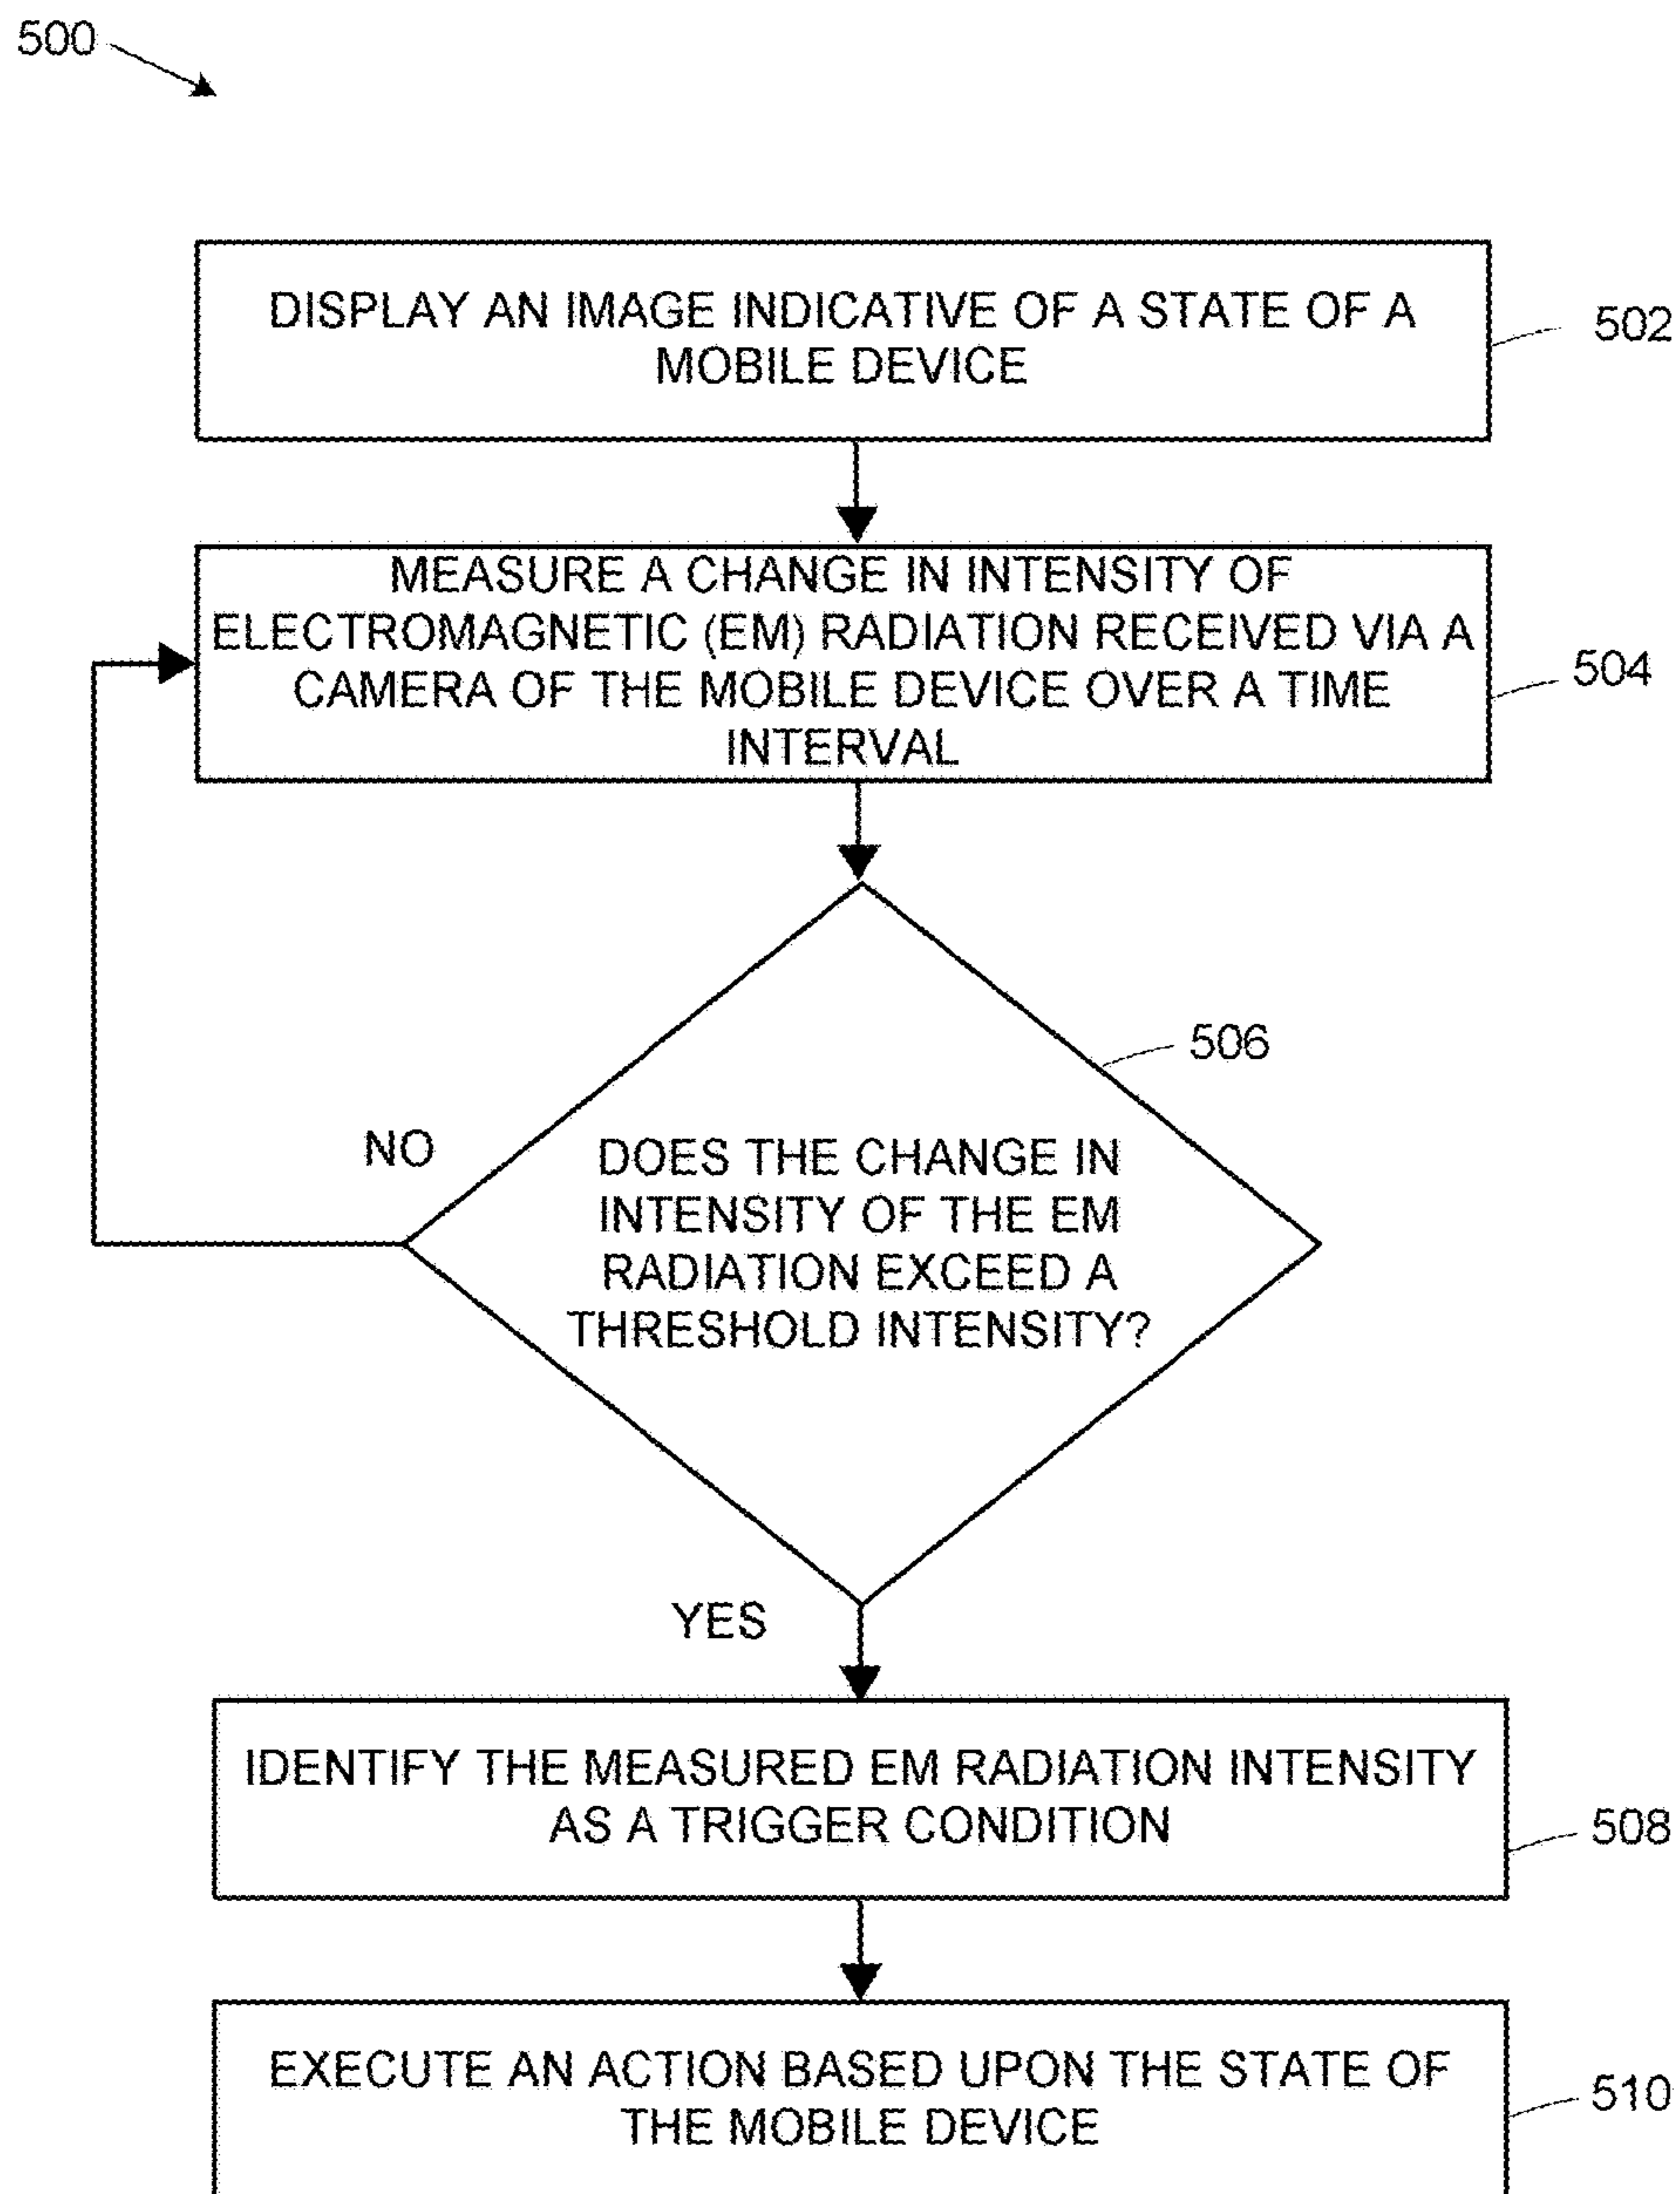 500
DISPLAY AN IMAGE INDICATIVE OF A STATE OF A
MOBILE DEVICE
502
MEASURE A CHANGE IN INTENSITY OF
ELECTROMAGNETIC (EM) RADIATION RECEIVED VIA A
CAMERA OF THE MOBILE DEVICE OVER A TIME
INTERVAL
504
506
NO
DOES THE CHANGE IN
INTENSITY OF THE EM
RADIATION EXCEED A
THRESHOLD INTENSITY?
YES
IDENTIFY THE MEASURED EM RADIATION INTENSITY
AS A TRIGGER CONDITION
508
EXECUTE AN ACTION BASED UPON THE STATE OF
THE MOBILE DEVICE
510